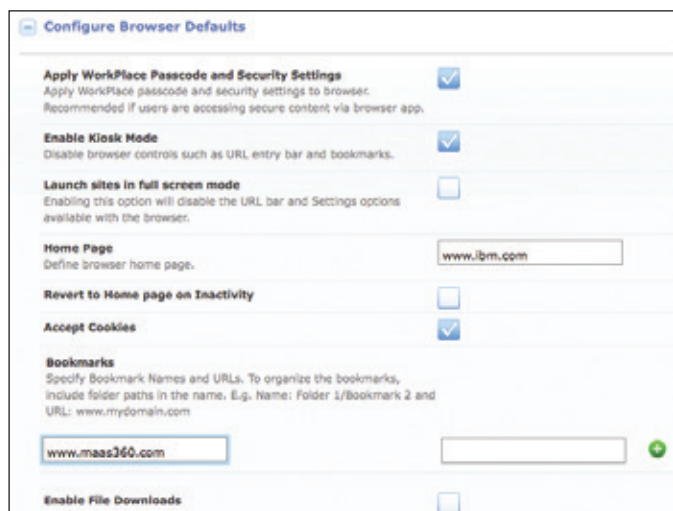 Configure Browser Defaults
Apply WorkPlace Passcode and Security Settings
Apply WorkPlace passcode and security settings to browser.
Recommended if users are accessing secure content via browser app.
Enable Kiosk Mode
Disable browser controls such as URL entry bar and bookmarks.
Launch sites in full screen mode
Enabling this option will disable the URL bar and Settings options
available with the browser.
Home Page
Define browser home page.
www.ibm.com
Revert to Home page on Inactivity
Accept Cookies
Bookmarks
Specify Bookmark Names and URLs. To organize the bookmarks,
include folder paths in the name. E.g. Name: Folder 1/Bookmark 2 and
URL: www.mydomain.com
www.maas360.com
Enable File Downloads